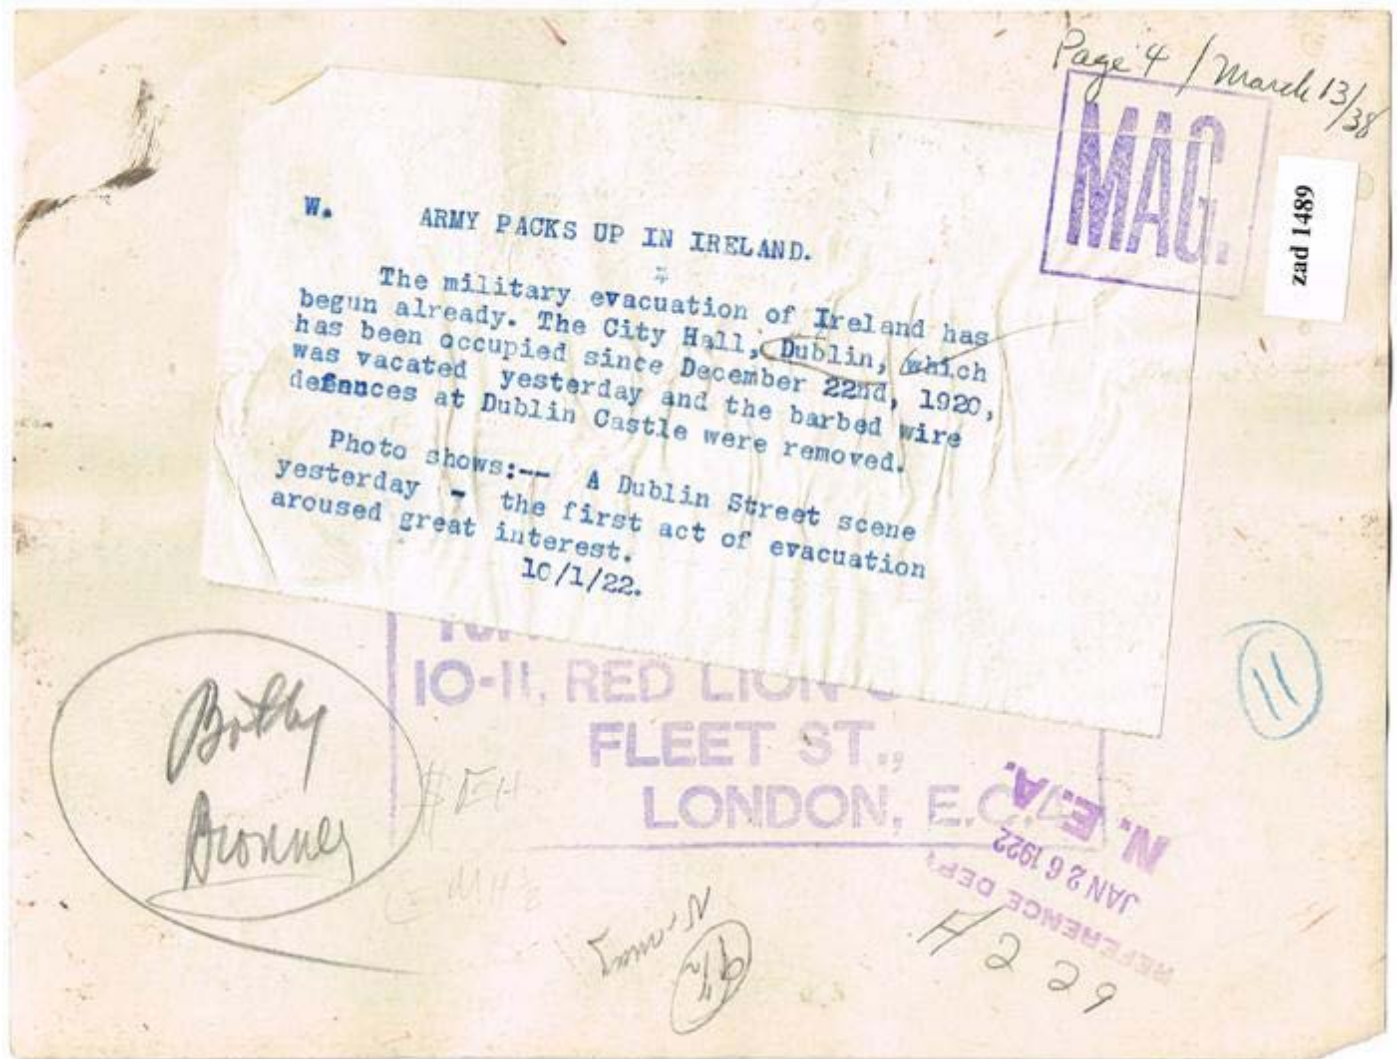 Page 4 / March 13/38
MAG.
zad 1489
W. ARMY PACKS UP IN IRELAND.
The military evacuation of Ireland has
begun already. The City Hall, Dublin, which
has been occupied since December 22nd, 1920,
was vacated yesterday and the barbed wire
defences at Dublin Castle were removed.
Photo shows:-- A Dublin Street scene
yesterday - the first act of evacuation
aroused great interest.
10/1/22.
10-11, RED LION
FLEET ST.,
LONDON, E.C.4
11
N. E.A.
JAN 26 1922
REFERENCE DEPT
H229